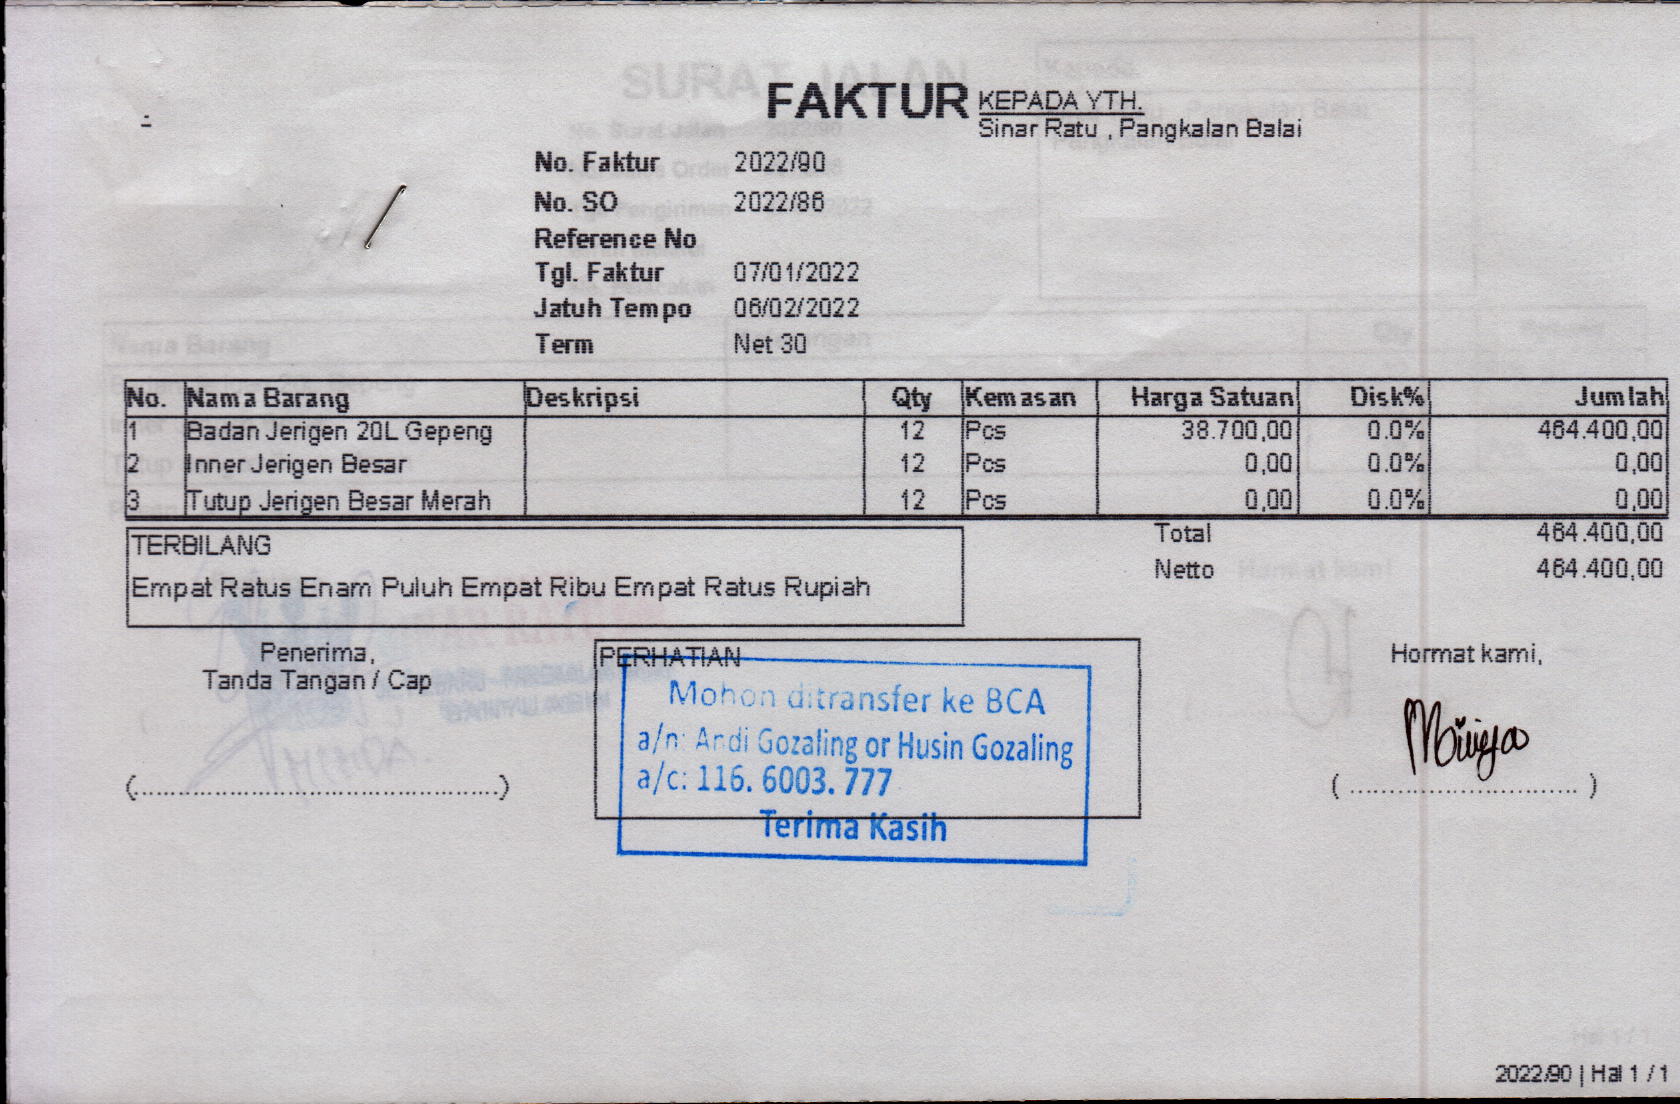 FAKTUR
KEPADA YTH.
Sinar Ratu , Pangkalan Balai
-
No. Faktur 2022/90
No. SO 2022/86
Reference No
Tgl. Faktur 07/01/2022
Jatuh Tempo 06/02/2022
Term Net 30
No. Nama Barang Deskripsi Qty Kemasan Harga Satuan Disk% Jumlah
1 Badan Jerigen 20L Gepeng 12 Pcs 38.700,00 0.0% 464.400,00
2 Inner Jerigen Besar 12 Pcs 0,00 0.0% 0,00
3 Tutup Jerigen Besar Merah 12 Pcs 0,00 0.0% 0,00
Total 464.400,00
Netto 464.400,00
TERBILANG
Empat Ratus Enam Puluh Empat Ribu Empat Ratus Rupiah
Penerima,
Tanda Tangan / Cap
(..............................................)
PERHATIAN
Mohon ditransfer ke BCA
a/n: Andi Gozaling or Husin Gozaling
a/c: 116. 6003. 777
Terima Kasih
Hormat kami,
( ............................. )
2022/90 | Hal 1 / 1